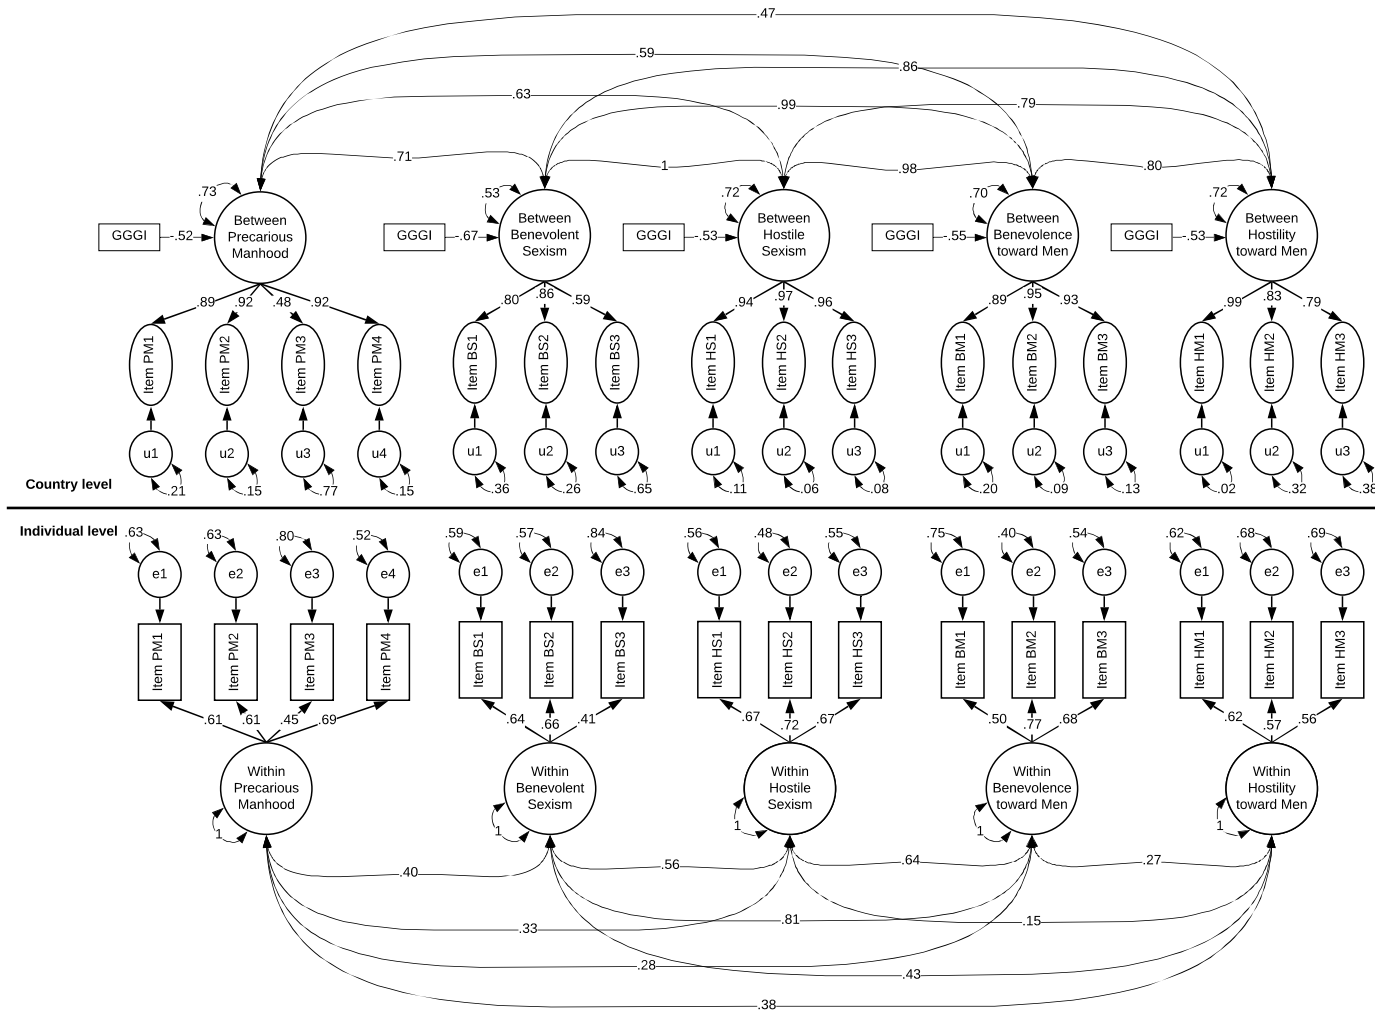 .47
.59
.86
.63
.99
.79
.71
1
.98
.80
.73
.53
.72
.70
.72
GGGI
-.52
Between
Precarious
Manhood
GGGI
-.67
Between
Benevolent
Sexism
GGGI
-.53
Between
Hostile
Sexism
GGGI
-.55
Between
Benevolence
toward Men
GGGI
-.53
Between
Hostility
toward Men
.89
.92
.48
.92
.80
.86
.59
.94
.97
.96
.89
.95
.93
.99
.83
.79
Item PM1
Item PM2
Item PM3
Item PM4
Item BS1
Item BS2
Item BS3
Item HS1
Item HS2
Item HS3
Item BM1
Item BM2
Item BM3
Item HM1
Item HM2
Item HM3
u1
u2
u3
u4
u1
u2
u3
u1
u2
u3
u1
u2
u3
u1
u2
u3
Country level
.21
.15
.77
.15
.36
.26
.65
.11
.06
.08
.20
.09
.13
.02
.32
.38
Individual level
.63
.63
.80
.52
.59
.57
.84
.56
.48
.55
.75
.40
.54
.62
.68
.69
e1
e2
e3
e4
e1
e2
e3
e1
e2
e3
e1
e2
e3
e1
e2
e3
Item PM1
Item PM2
Item PM3
Item PM4
Item BS1
Item BS2
Item BS3
Item HS1
Item HS2
Item HS3
Item BM1
Item BM2
Item BM3
Item HM1
Item HM2
Item HM3
.61
.61
.45
.69
.64
.66
.41
.67
.72
.67
.50
.77
.68
.62
.57
.56
Within
Precarious
Manhood
Within
Benevolent
Sexism
Within
Hostile
Sexism
Within
Benevolence
toward Men
Within
Hostility
toward Men
1
1
1
1
1
.40
.56
.64
.27
.33
.81
.15
.28
.43
.38